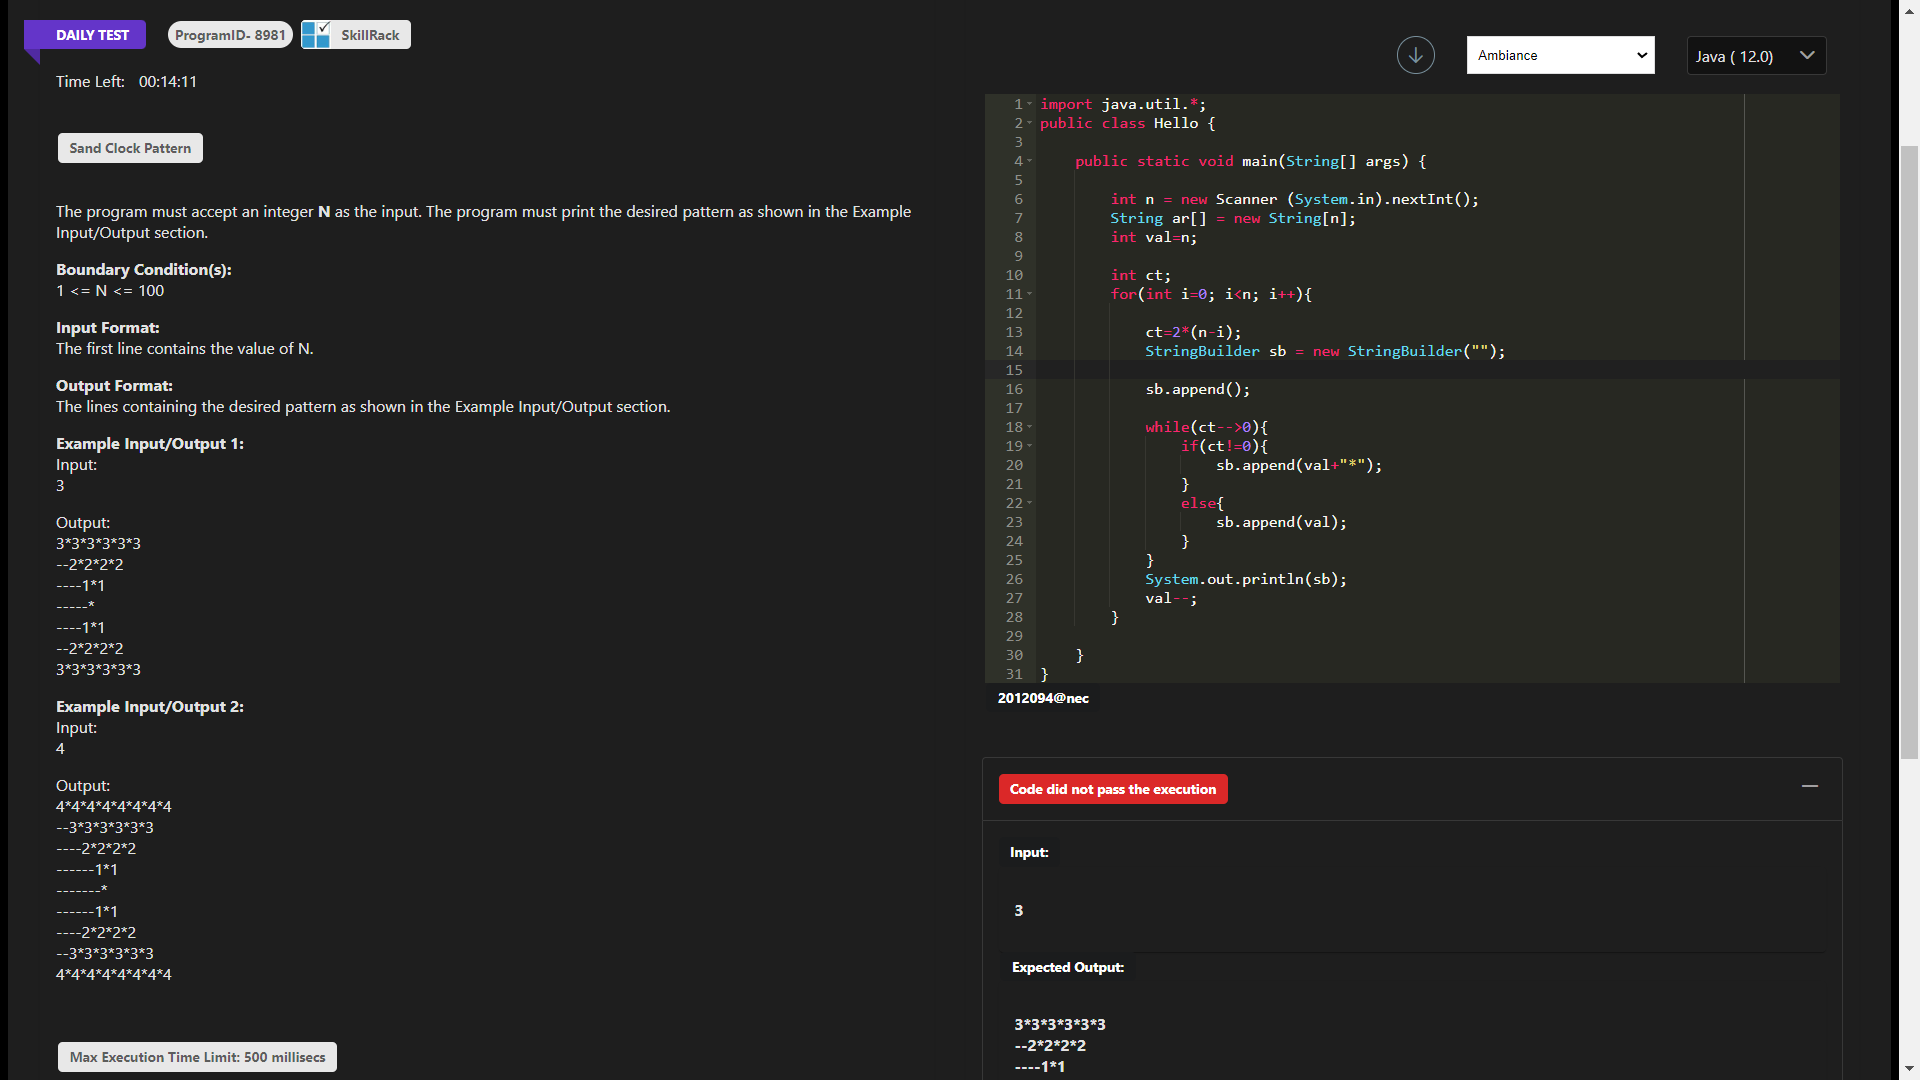 DAILY TEST
ProgramID- 8981
SkillRack
Time Left: 00:14:11
Sand Clock Pattern
The program must accept an integer N as the input. The program must print the desired pattern as shown in the Example
Input/Output section.
Boundary Condition(s):
1 <= N <= 100
Input Format:
The first line contains the value of N.
Output Format:
The lines containing the desired pattern as shown in the Example Input/Output section.
Example Input/Output 1:
Input:
3
Output:
3*3*3*3*3*3
--2*2*2*2
----1*1
-----*
----1*1
--2*2*2*2
3*3*3*3*3*3
Example Input/Output 2:
Input:
4
Output:
4*4*4*4*4*4*4*4
--3*3*3*3*3*3
----2*2*2*2
------1*1
-------*
------1*1
----2*2*2*2
--3*3*3*3*3*3
4*4*4*4*4*4*4*4
Max Execution Time Limit: 500 millisecs
Ambiance
Java ( 12.0)
1 import java.util.*;
2 public class Hello {
3
4     public static void main(String[] args) {
5
6         int n = new Scanner (System.in).nextInt();
7         String ar[] = new String[n];
8         int val=n;
9
10         int ct;
11         for(int i=0; i<n; i++){
12
13             ct=2*(n-i);
14             StringBuilder sb = new StringBuilder("");
15
16             sb.append();
17
18             while(ct-->0){
19                 if(ct!=0){
20                     sb.append(val+"*");
21                 }
22                 else{
23                     sb.append(val);
24                 }
25             }
26             System.out.println(sb);
27             val--;
28         }
29
30     }
31 }
2012094@nec
Code did not pass the execution
Input:
3
Expected Output:
3*3*3*3*3*3
--2*2*2*2
----1*1